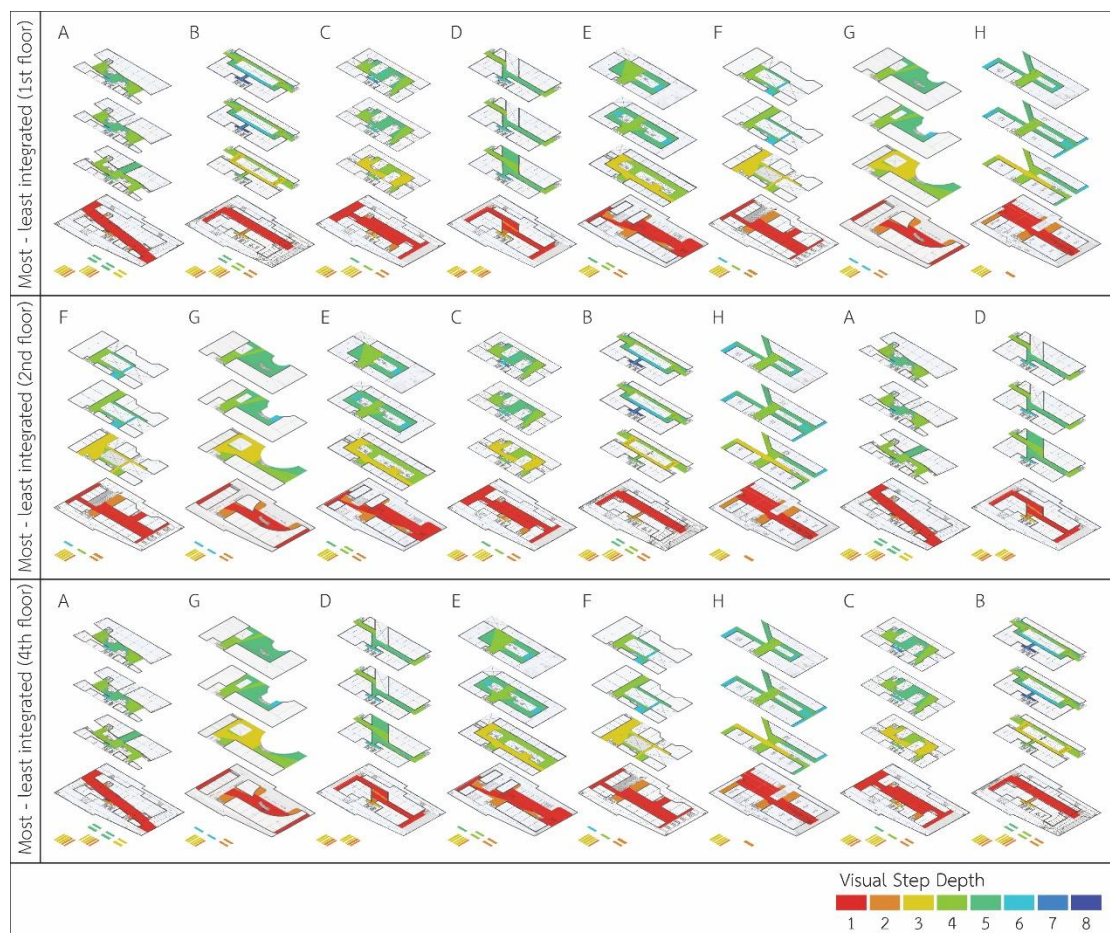 Most - least integrated (1st floor)
A B C D E F G H
Most - least integrated (2nd floor)
F G E C B H A D
Most - least integrated (4th floor)
A G D E F H C B
Visual Step Depth
1 2 3 4 5 6 7 8